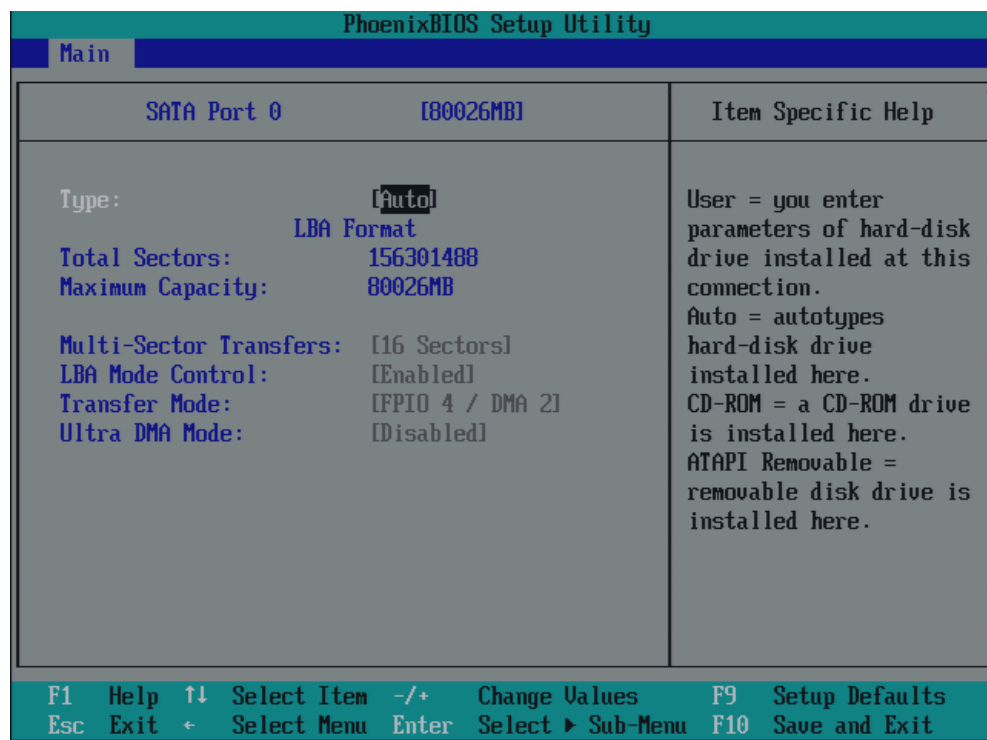 PhoenixBIOS Setup Utility
Main
SATA Port 0 [80026MB]
Item Specific Help
Type: [Auto]
LBA Format
Total Sectors: 156301488
Maximum Capacity: 80026MB
Multi-Sector Transfers: [16 Sectors]
LBA Mode Control: [Enabled]
Transfer Mode: [FPIO 4 / DMA 2]
Ultra DMA Mode: [Disabled]
User = you enter
parameters of hard-disk
drive installed at this
connection.
Auto = autotypes
hard-disk drive
installed here.
CD-ROM = a CD-ROM drive
is installed here.
ATAPI Removable =
removable disk drive is
installed here.
F1 Help ↑↓ Select Item -/+ Change Values F9 Setup Defaults
Esc Exit ← Select Menu Enter Select ▶ Sub-Menu F10 Save and Exit